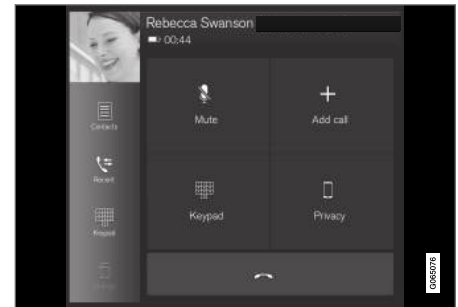 Rebecca Swanson
00:44
Contacts
Recent
Keypad
Mute
Add call
Keypad
Privacy
G065076